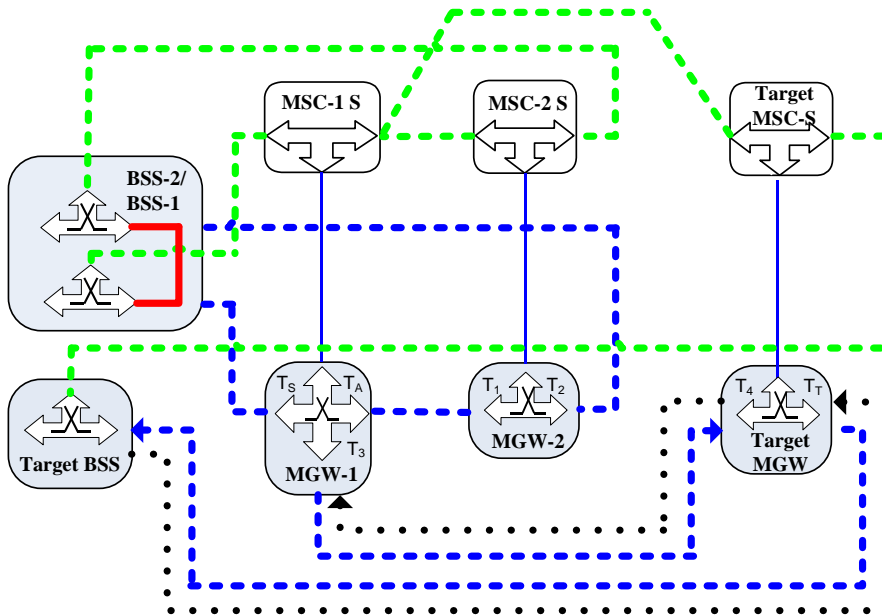 MSC-1 S
MSC-2 S
Target
MSC-S
BSS-2/
BSS-1
TS
TA
T3
MGW-1
T1
T2
MGW-2
T4
TT
Target
MGW
Target BSS